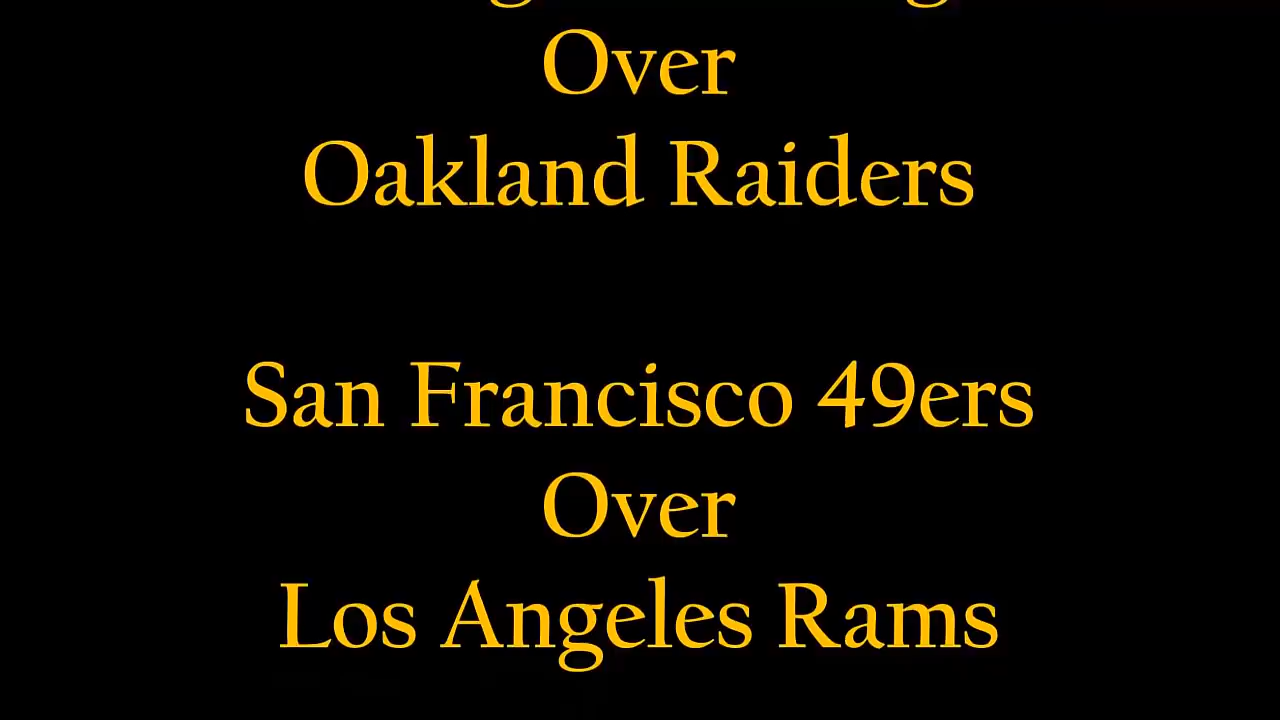 Over
Oakland Raiders
San Francisco 49ers
Over
Los Angeles Rams